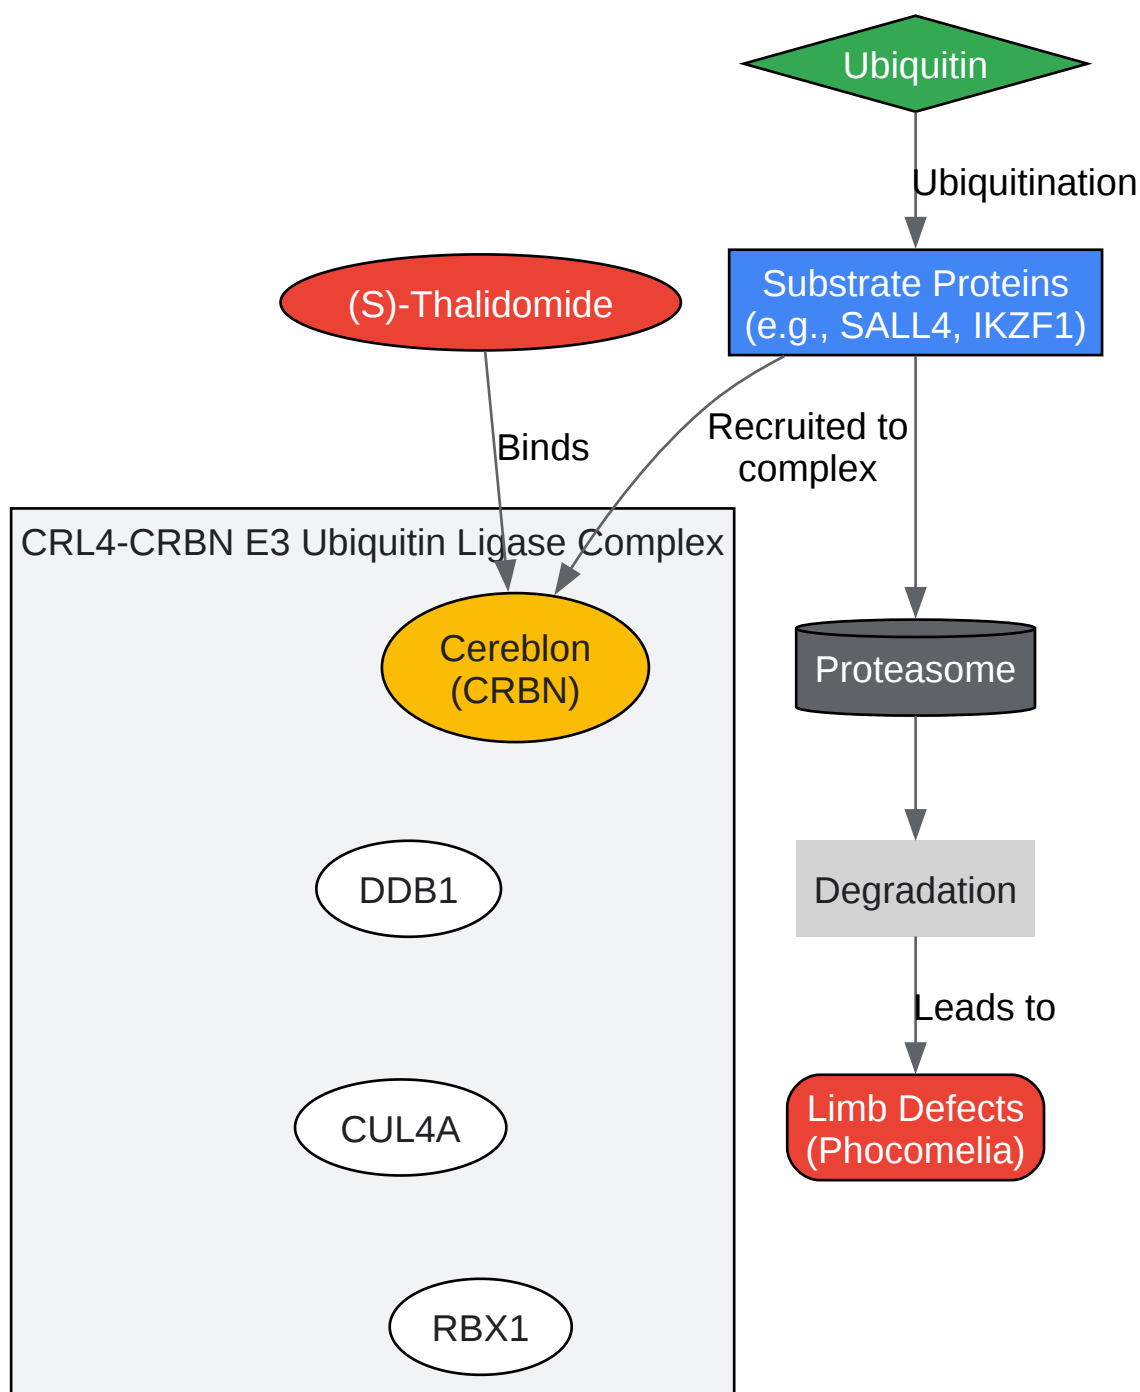 Ubiquitin
Ubiquitination
(S)-Thalidomide
Substrate Proteins
(e.g., SALL4, IKZF1)
Binds
Recruited to
complex
CRL4-CRBN E3 Ubiquitin Ligase Complex
Cereblon
(CRBN)
Proteasome
DDB1
Degradation
Leads to
CUL4A
Limb Defects
(Phocomelia)
RBX1